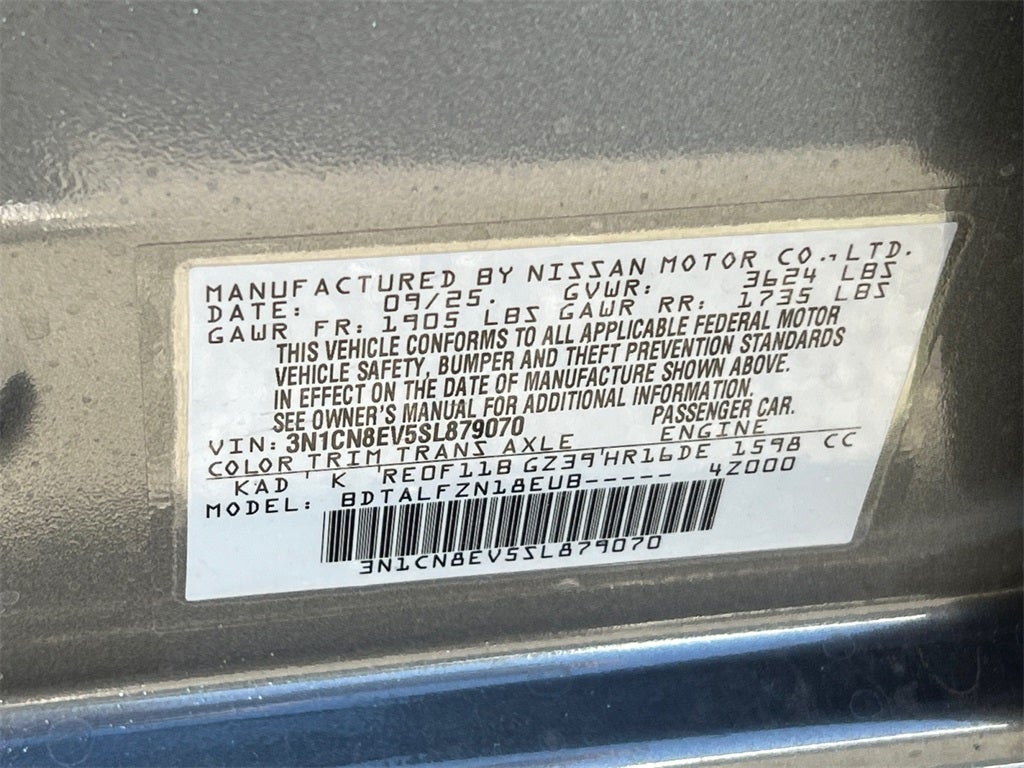 MANUFACTURED BY NISSAN MOTOR CO., LTD.
DATE: 09/25. GVWR: 3624 LBS
GAWR FR: 1905 LBS GAWR RR: 1735 LBS
THIS VEHICLE CONFORMS TO ALL APPLICABLE FEDERAL MOTOR
VEHICLE SAFETY, BUMPER AND THEFT PREVENTION STANDARDS
IN EFFECT ON THE DATE OF MANUFACTURE SHOWN ABOVE.
SEE OWNER'S MANUAL FOR ADDITIONAL INFORMATION.
VIN: 3N1CN8EV5SL879070 PASSENGER CAR.
COLOR TRIM TRANS AXLE ENGINE
KAD K RE0F11B GZ39 HR16DE 1598 CC
MODEL: BDTALFZN18EUB----- 4Z000
3N1CN8EV5SL879070